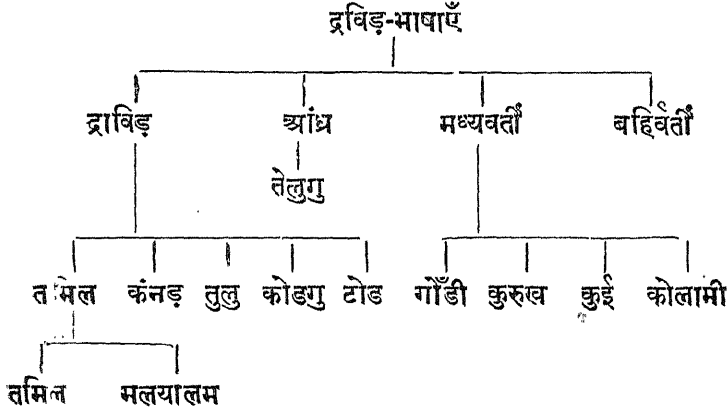 द्रविड़-भाषाएँ
द्राविड़ आंध्र मध्यवर्ती बहिर्वर्ती
तेलुगु
तमिल कंनड़ तुलु कोडगु टोड गोँडी कुरुख कुई कोलामी
तमिल मलयालम